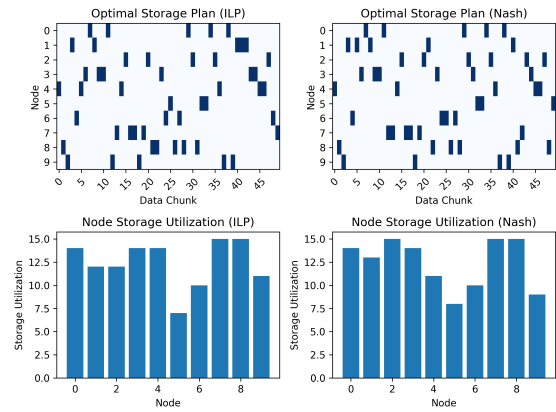 Optimal Storage Plan (ILP)
Node
0
1
2
3
4
5
6
7
8
9
0 5 10 15 20 25 30 35 40 45
Data Chunk
Optimal Storage Plan (Nash)
Node
0
1
2
3
4
5
6
7
8
9
0 5 10 15 20 25 30 35 40 45
Data Chunk
Node Storage Utilization (ILP)
Storage Utilization
15.0
12.5
10.0
7.5
5.0
2.5
0.0
0 2 4 6 8
Node
Node Storage Utilization (Nash)
Storage Utilization
15.0
12.5
10.0
7.5
5.0
2.5
0.0
0 2 4 6 8
Node